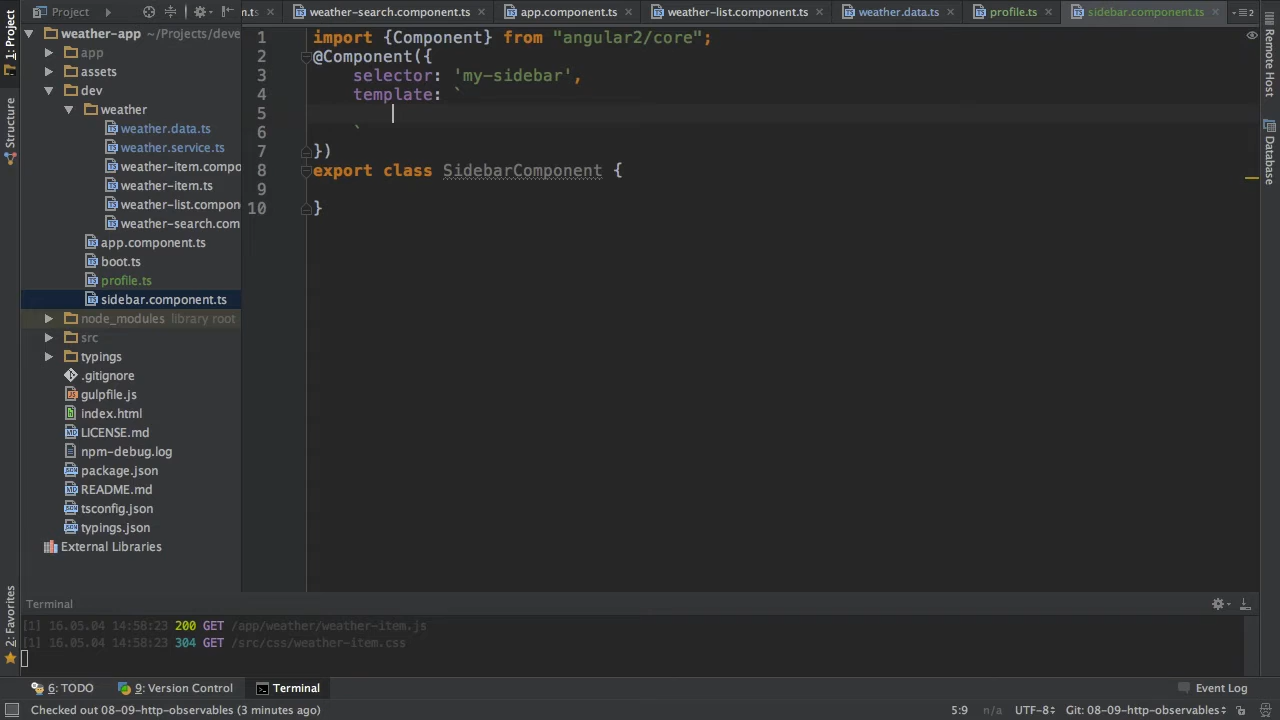 1: Project
Project
n.ts
weather-search.component.ts
app.component.ts
weather-list.component.ts
weather.data.ts
profile.ts
sidebar.component.ts
2
weather-app ~/Projects/deve
app
assets
dev
weather
weather.data.ts
weather.service.ts
weather-item.compo
weather-item.ts
weather-list.compon
weather-search.com
app.component.ts
boot.ts
profile.ts
sidebar.component.ts
node_modules library root
src
typings
.gitignore
gulpfile.js
index.html
LICENSE.md
npm-debug.log
package.json
README.md
tsconfig.json
typings.json
External Libraries
Structure
2: Favorites
1 import {Component} from "angular2/core";
2 @Component({
3 selector: 'my-sidebar',
4 template: `
5
6 `
7 })
8 export class SidebarComponent {
9
10 }
Remote Host
Database
Terminal
[1] 16.05.04 14:58:23 200 GET /app/weather/weather-item.js
[1] 16.05.04 14:58:23 304 GET /src/css/weather-item.css
6: TODO
9: Version Control
Terminal
Event Log
Checked out 08-09-http-observables (3 minutes ago)
5:9
n/a
UTF-8
Git: 08-09-http-observables